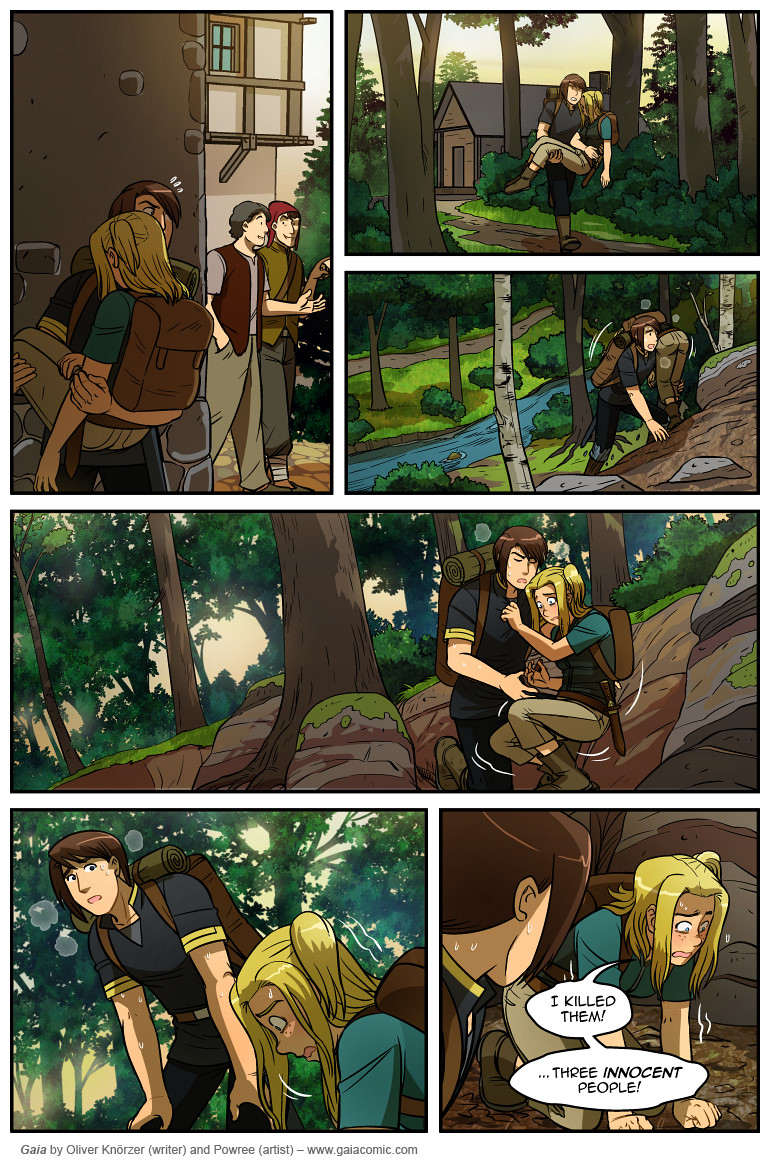 I KILLED
THEM!
...THREE INNOCENT
PEOPLE!
Gaia by Oliver Knörzer (writer) and Powree (artist) – www.gaiacomic.com